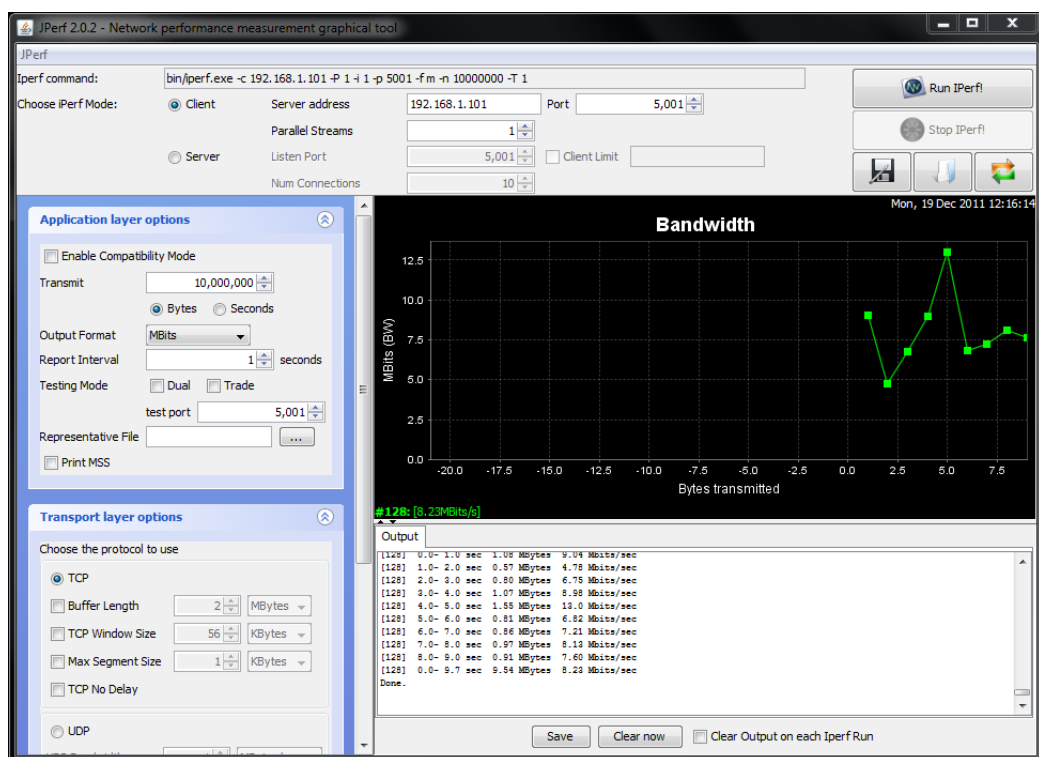 JPerf 2.0.2 - Network performance measurement graphical tool
JPerf
Iperf command: bin/iperf.exe -c 192.168.1.101 -P 1 -i 1 -p 5001 -f m -n 10000000 -T 1
Run IPerf!
Choose iPerf Mode: Client Server address 192.168.1.101 Port 5,001
Parallel Streams 1
Stop IPerf!
Server Listen Port 5,001 Client Limit
Num Connections 10
Application layer options
Enable Compatibility Mode
Transmit 10,000,000
Bytes Seconds
Output Format MBits
Report Interval 1 seconds
Testing Mode Dual Trade
test port 5,001
Representative File ...
Print MSS
Transport layer options
Choose the protocol to use
TCP
Buffer Length 2 MBytes
TCP Window Size 56 KBytes
Max Segment Size 1 KBytes
TCP No Delay
UDP
Mon, 19 Dec 2011 12:16:14
Bandwidth
MBits (BW)
12.5
10.0
7.5
5.0
2.5
0.0
-20.0 -17.5 -15.0 -12.5 -10.0 -7.5 -5.0 -2.5 0.0 2.5 5.0 7.5
Bytes transmitted
#128: [8.23MBits/s]
Output
[128] 0.0- 1.0 sec 1.08 MBytes 9.04 Mbits/sec
[128] 1.0- 2.0 sec 0.57 MBytes 4.78 Mbits/sec
[128] 2.0- 3.0 sec 0.80 MBytes 6.75 Mbits/sec
[128] 3.0- 4.0 sec 1.07 MBytes 8.98 Mbits/sec
[128] 4.0- 5.0 sec 1.55 MBytes 13.0 Mbits/sec
[128] 5.0- 6.0 sec 0.81 MBytes 6.82 Mbits/sec
[128] 6.0- 7.0 sec 0.86 MBytes 7.21 Mbits/sec
[128] 7.0- 8.0 sec 0.97 MBytes 8.13 Mbits/sec
[128] 8.0- 9.0 sec 0.91 MBytes 7.60 Mbits/sec
[128] 0.0- 9.7 sec 9.54 MBytes 8.23 Mbits/sec
Done.
Save Clear now Clear Output on each Iperf Run